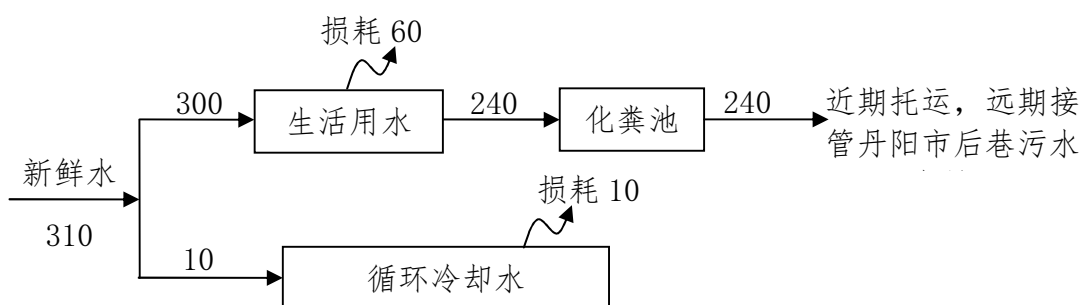 损耗 60
300
生活用水
240
化粪池
240
近期托运，远期接
管丹阳市后巷污水
新鲜水
310
损耗 10
10
循环冷却水